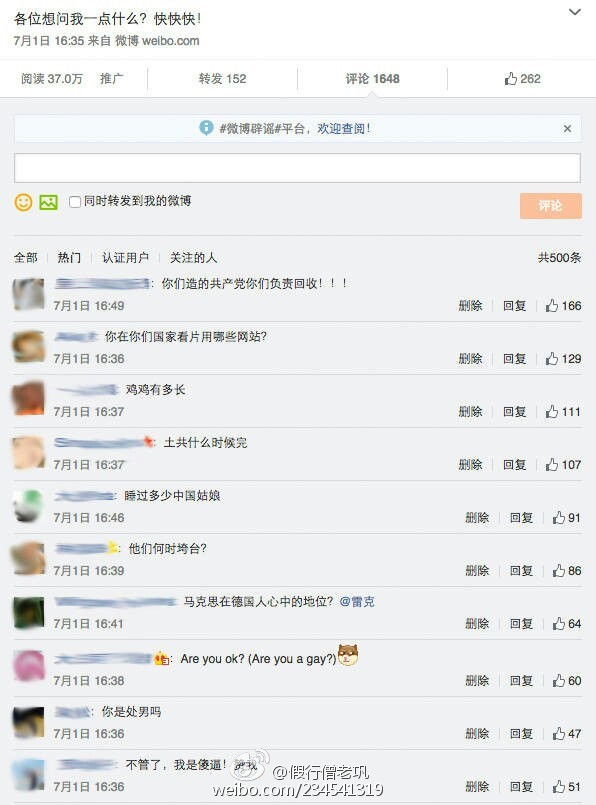 各位想问我一点什么？快快快！
7月1日 16:35 来自 微博 weibo.com
阅读 37.0万 推广 转发 152 评论 1648 262
#微博辟谣#平台，欢迎查阅！ ×
同时转发到我的微博 评论
全部 热门 认证用户 关注的人 共500条
：你们造的共产党你们负责回收！！！
7月1日 16:49 删除 回复 166
：你在你们国家看片用哪些网站？
7月1日 16:36 删除 回复 129
鸡鸡有多长
7月1日 16:37 删除 回复 111
：土共什么时候完
7月1日 16:37 删除 回复 107
：睡过多少中国姑娘
7月1日 16:46 删除 回复 91
：他们何时垮台？
7月1日 16:39 删除 回复 86
马克思在德国人心中的地位？@雷克
7月1日 16:41 删除 回复 64
：Are you ok? (Are you a gay?)
7月1日 16:38 删除 回复 60
：你是处男吗
7月1日 16:36 删除 回复 47
不管了，我是傻逼！
7月1日 16:36 删除 回复 51
@假行僧老巩
weibo.com/234541319